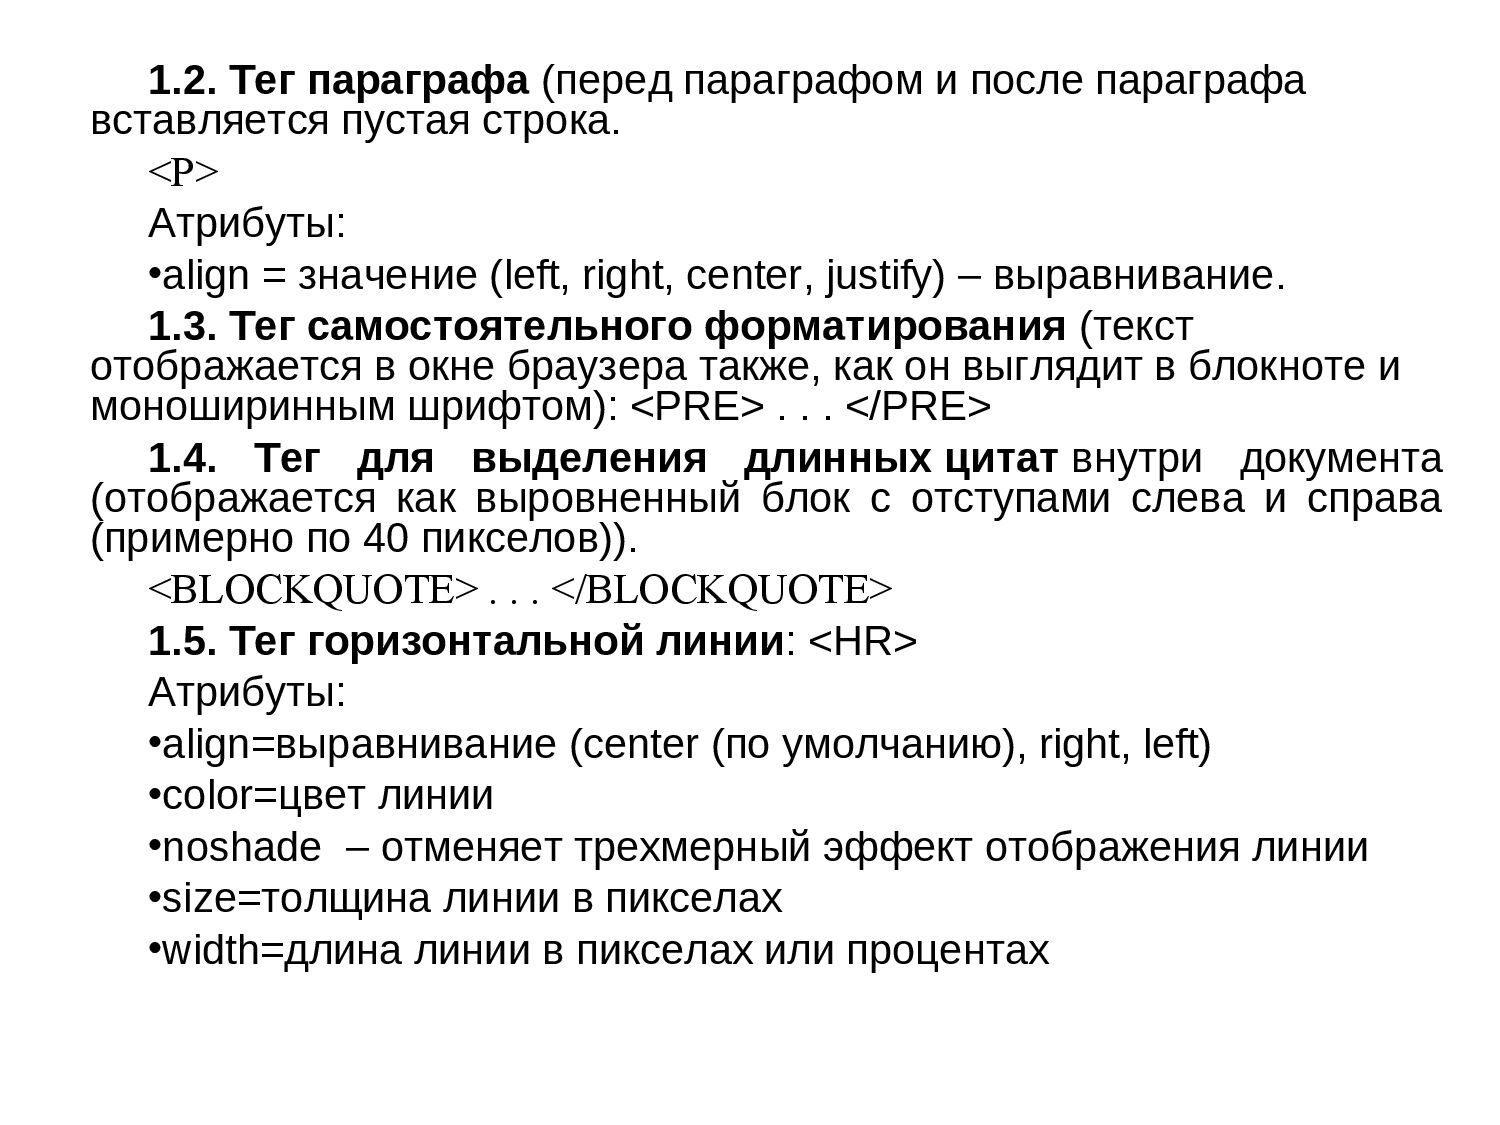 1.2. Тег параграфа (перед параграфом и после параграфа
вставляется пустая строка.
<P>
Атрибуты:
•align = значение (left, right, center, justify) – выравнивание.
1.3. Тег самостоятельного форматирования (текст
отображается в окне браузера также, как он выглядит в блокноте и
моноширинным шрифтом): <PRE> . . . </PRE>
1.4. Тег для выделения длинных цитат внутри документа
(отображается как выровненный блок с отступами слева и справа
(примерно по 40 пикселов)).
<BLOCKQUOTE> . . . </BLOCKQUOTE>
1.5. Тег горизонтальной линии: <HR>
Атрибуты:
•align=выравнивание (center (по умолчанию), right, left)
•color=цвет линии
•noshade – отменяет трехмерный эффект отображения линии
•size=толщина линии в пикселах
•width=длина линии в пикселах или процентах